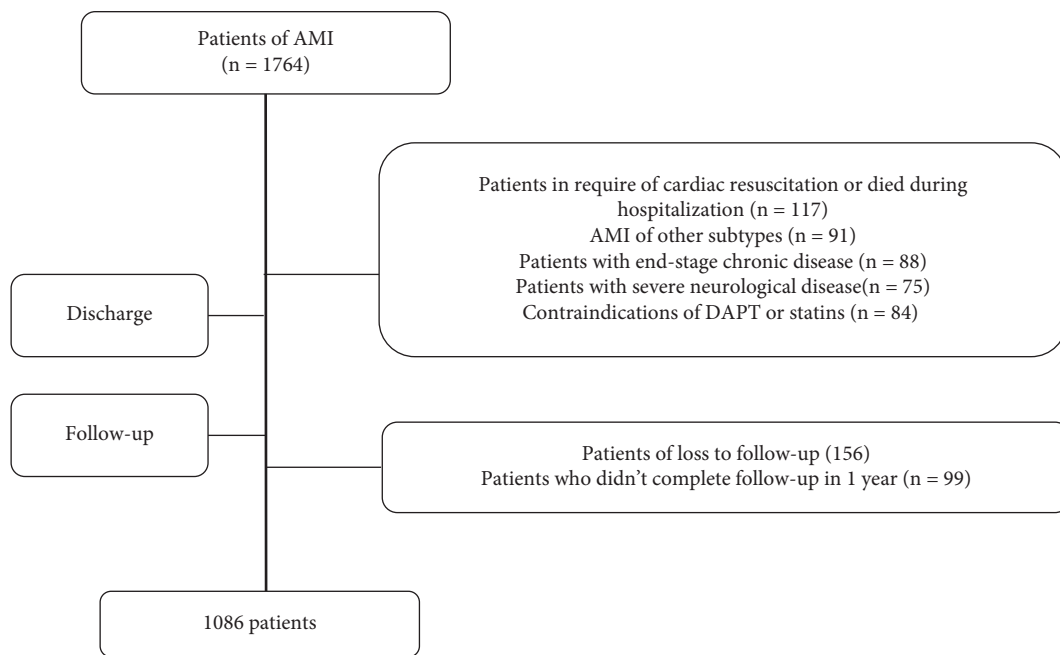 Patients of AMI
(n = 1764)
Patients in require of cardiac resuscitation or died during
hospitalization (n = 117)
AMI of other subtypes (n = 91)
Patients with end-stage chronic disease (n = 88)
Patients with severe neurological disease(n = 75)
Contraindications of DAPT or statins (n = 84)
Discharge
Follow-up
Patients of loss to follow-up (156)
Patients who didn't complete follow-up in 1 year (n = 99)
1086 patients